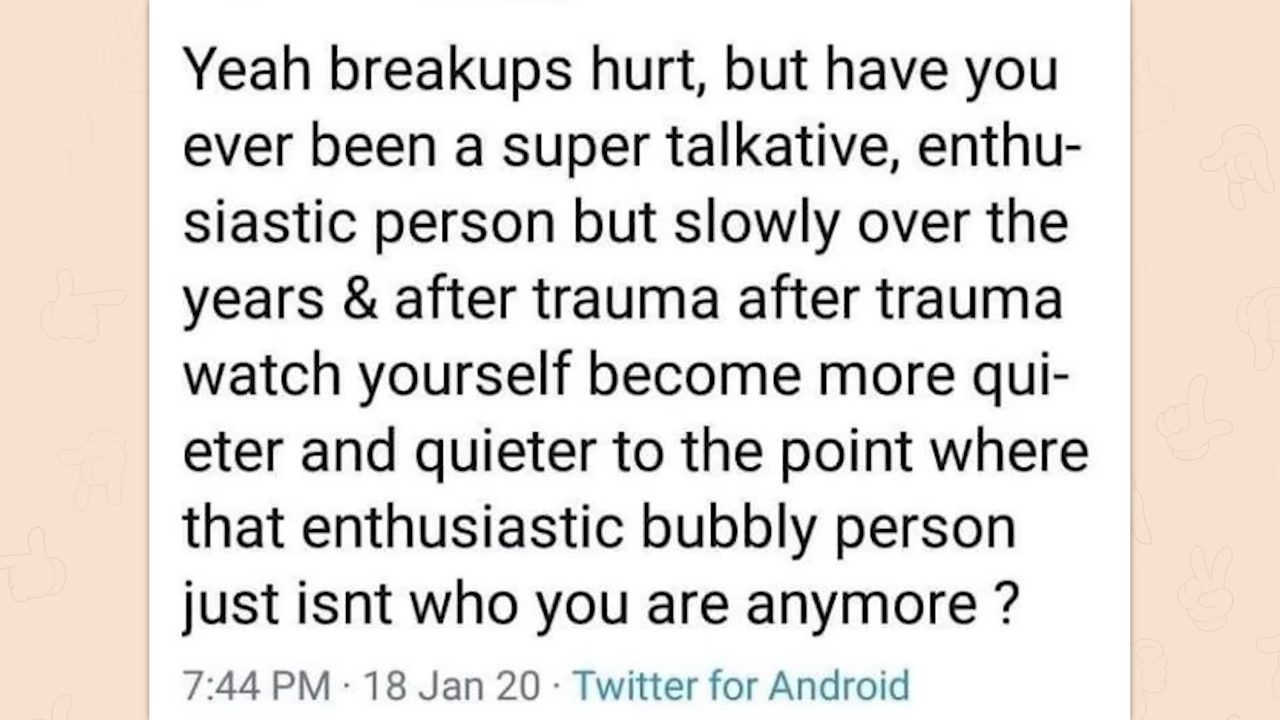 Yeah breakups hurt, but have you
ever been a super talkative, enthu-
siastic person but slowly over the
years & after trauma after trauma
watch yourself become more qui-
eter and quieter to the point where
that enthusiastic bubbly person
just isnt who you are anymore ?
7:44 PM · 18 Jan 20 · Twitter for Android